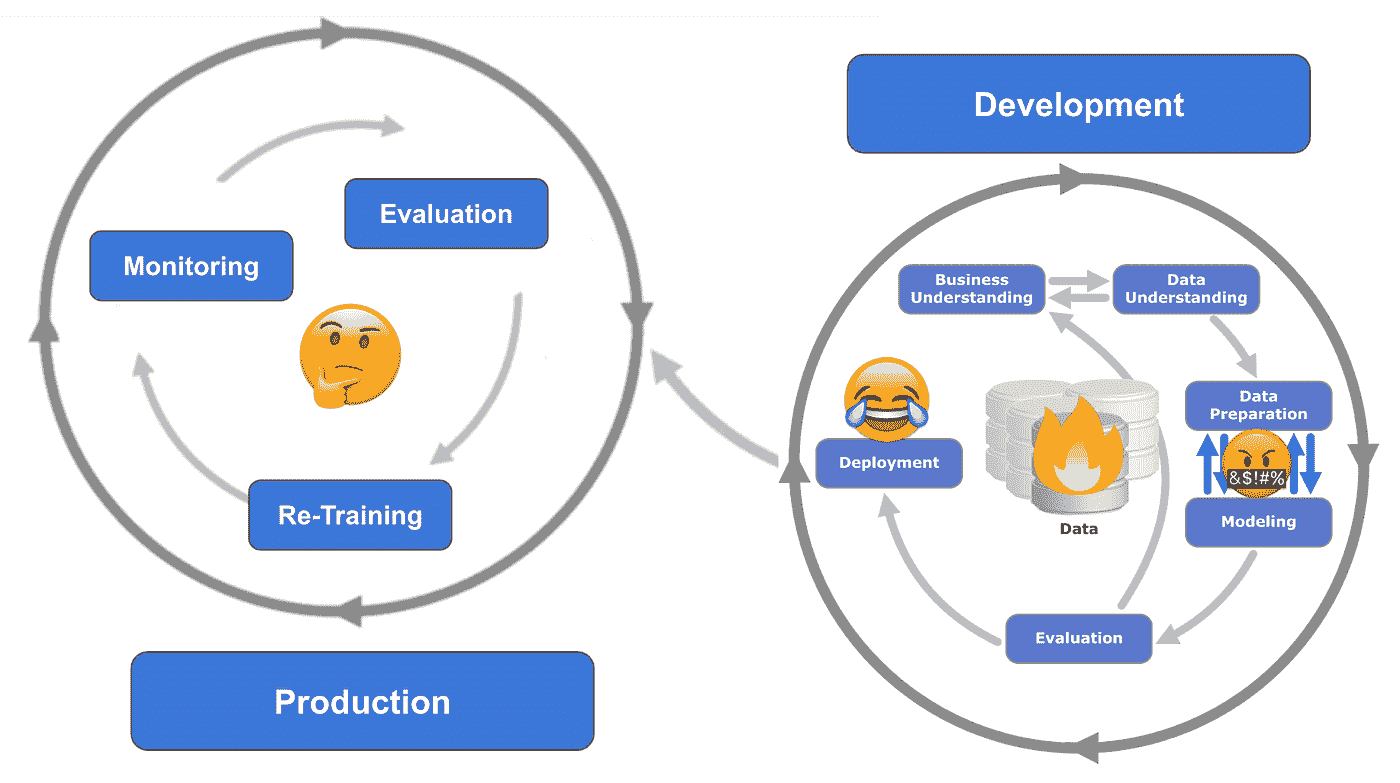 Development
Evaluation
Monitoring
Re-Training
Production
Business
Understanding
Data
Understanding
Data
Preparation
&$!#%
Modeling
Deployment
Data
Evaluation